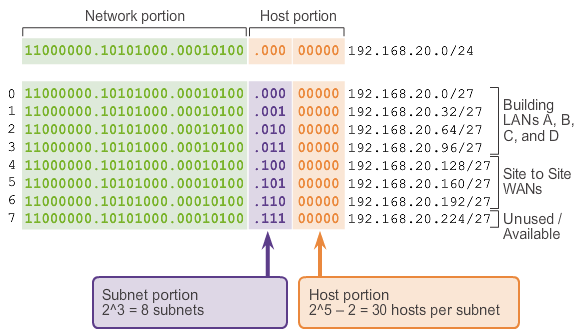 Network portion Host portion
11000000.10101000.00010100 .000 00000 192.168.20.0/24
0 11000000.10101000.00010100 .000 00000 192.168.20.0/27
1 11000000.10101000.00010100 .001 00000 192.168.20.32/27
2 11000000.10101000.00010100 .010 00000 192.168.20.64/27
3 11000000.10101000.00010100 .011 00000 192.168.20.96/27
Building
LANs A, B,
C, and D
4 11000000.10101000.00010100 .100 00000 192.168.20.128/27
5 11000000.10101000.00010100 .101 00000 192.168.20.160/27
6 11000000.10101000.00010100 .110 00000 192.168.20.192/27
Site to Site
WANs
7 11000000.10101000.00010100 .111 00000 192.168.20.224/27
Unused /
Available
Subnet portion
2^3 = 8 subnets
Host portion
2^5 – 2 = 30 hosts per subnet